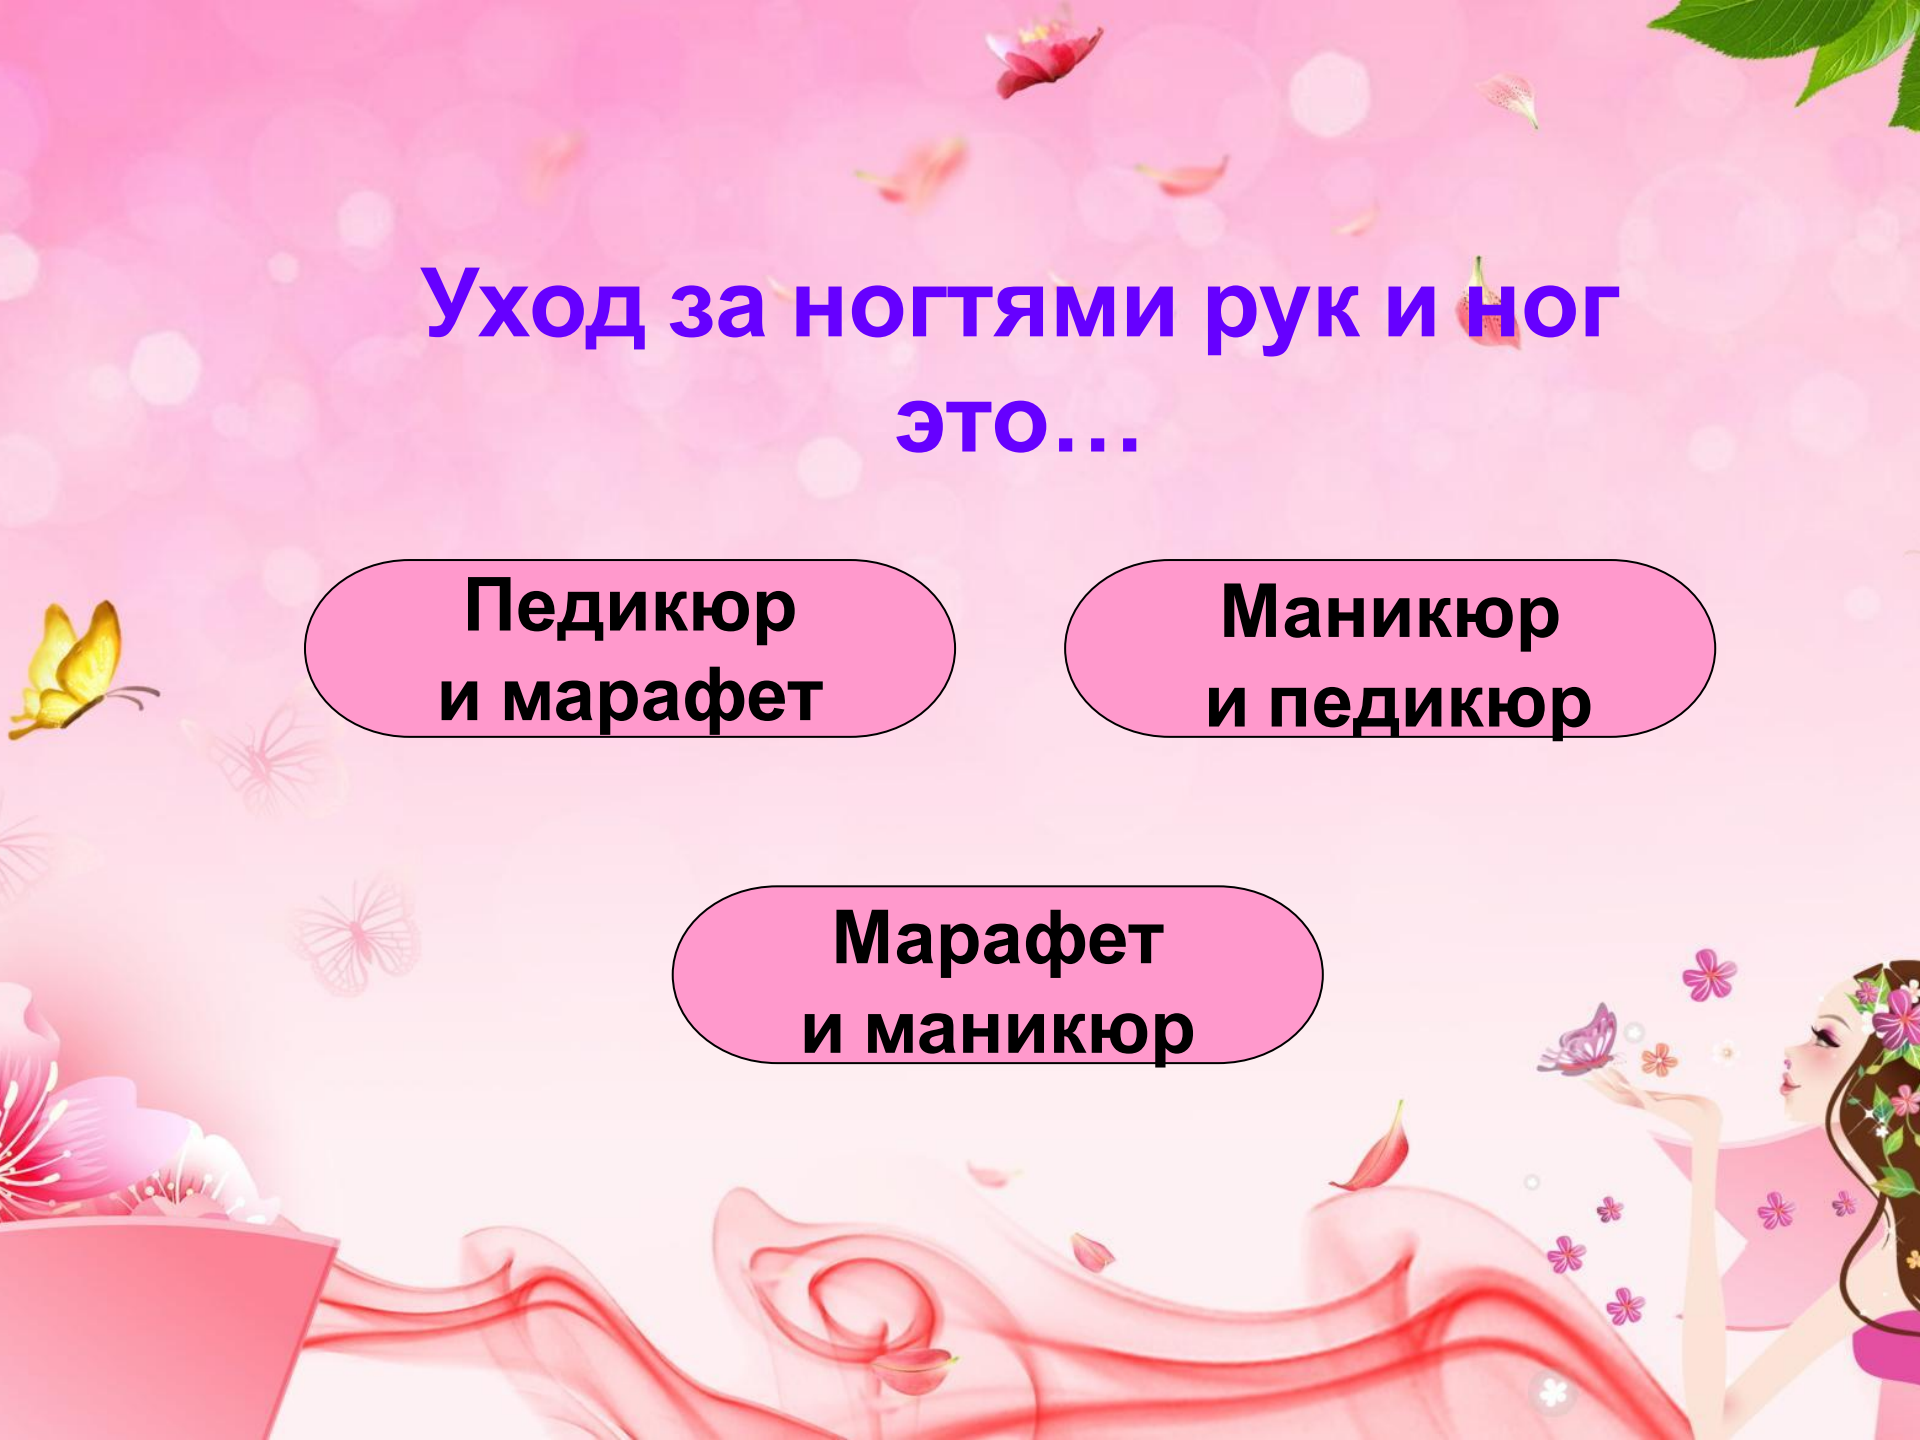 Уход за ногтями рук и ног
это…
Педикюр
и марафет
Маникюр
и педикюр
Марафет
и маникюр